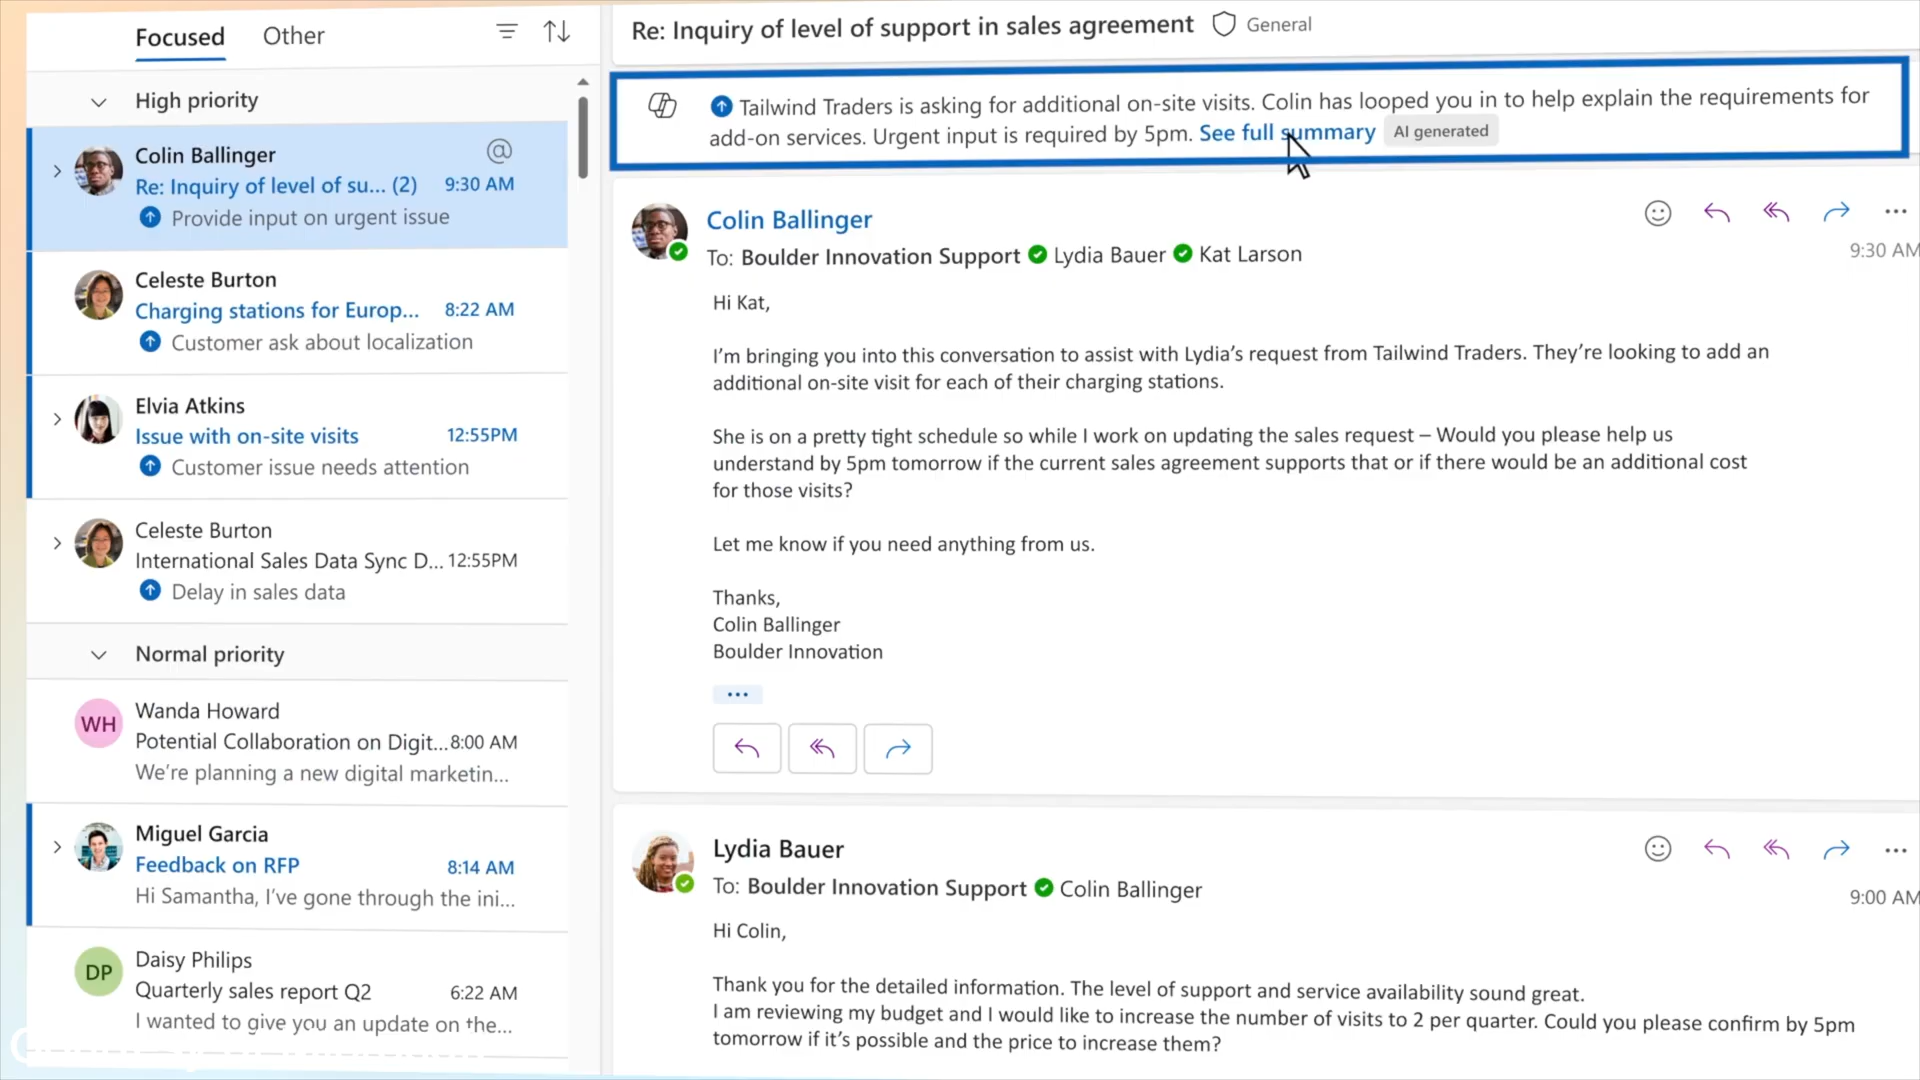 Focused
Other
High priority
Colin Ballinger
Re: Inquiry of level of su... (2) 9:30 AM
Provide input on urgent issue
Celeste Burton
Charging stations for Europ... 8:22 AM
Customer ask about localization
Elvia Atkins
Issue with on-site visits 12:55PM
Customer issue needs attention
Celeste Burton
International Sales Data Sync D... 12:55PM
Delay in sales data
Normal priority
WH
Wanda Howard
Potential Collaboration on Digit... 8:00 AM
We’re planning a new digital marketin...
Miguel Garcia
Feedback on RFP 8:14 AM
Hi Samantha, I’ve gone through the ini...
DP
Daisy Philips
Quarterly sales report Q2 6:22 AM
I wanted to give you an update on the...
Re: Inquiry of level of support in sales agreement General
Tailwind Traders is asking for additional on-site visits. Colin has looped you in to help explain the requirements for
add-on services. Urgent input is required by 5pm. See full summary AI generated
Colin Ballinger
To: Boulder Innovation Support Lydia Bauer Kat Larson
9:30 AM
Hi Kat,
I’m bringing you into this conversation to assist with Lydia’s request from Tailwind Traders. They’re looking to add an
additional on-site visit for each of their charging stations.
She is on a pretty tight schedule so while I work on updating the sales request – Would you please help us
understand by 5pm tomorrow if the current sales agreement supports that or if there would be an additional cost
for those visits?
Let me know if you need anything from us.
Thanks,
Colin Ballinger
Boulder Innovation
Lydia Bauer
To: Boulder Innovation Support Colin Ballinger
9:00 AM
Hi Colin,
Thank you for the detailed information. The level of support and service availability sound great.
I am reviewing my budget and I would like to increase the number of visits to 2 per quarter. Could you please confirm by 5pm
tomorrow if it’s possible and the price to increase them?